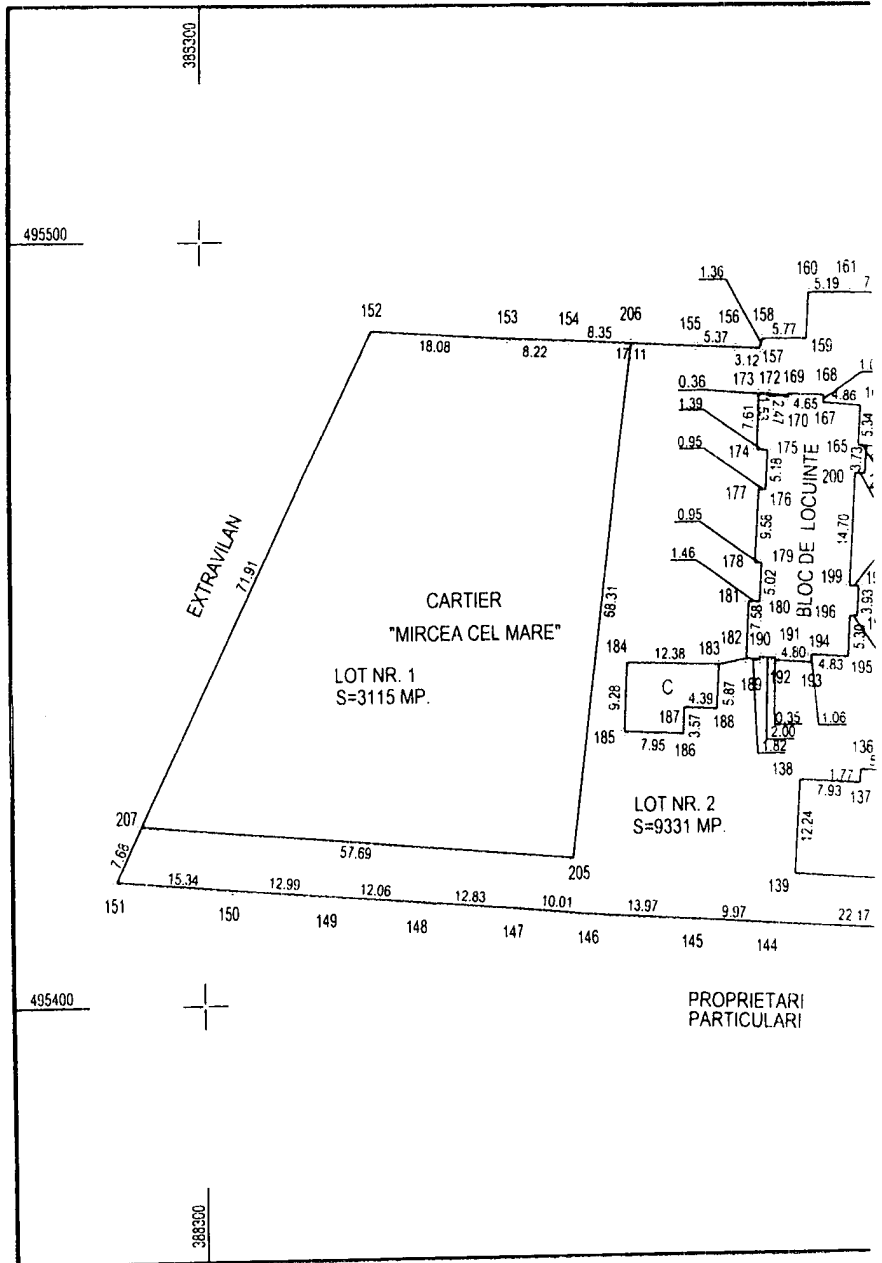 388300
495500
1.36
160 161
5.19 7
152
153 154 206
155 156 158
8.35 5.37 5.77
18.08 8.22 17.11 3.12 157 159
0.36 173 172 169 168
1.39 7.61 1.53 2.47 4.65 4.86
170 167
5.34
0.95 174 175 165 3.73
5.18 200
177 176
0.95 9.56 14.70
BLOC DE LOCUINTE
1.46 178 179 199
5.02 3.93
181 180 196
7.58 5.30
EXTRAVILAN
71.91
68.31
CARTIER
"MIRCEA CEL MARE"
182 190 191 194
184 12.38 183 4.80 4.83 195
LOT NR. 1
S=3115 MP.
C
189 192 193
9.28 4.39 5.87
187 188 0.35 1.06
185 3.57 2.00
7.95 186 1.82
136
138 1.77
7.93 137
LOT NR. 2
S=9331 MP.
12.24
207
57.69
7.68 205
139
15.34 12.99 12.06 12.83 10.01 13.97 9.97 22 17
151 150 149 148 147 146 145 144
495400
PROPRIETARI
PARTICULARI
388300